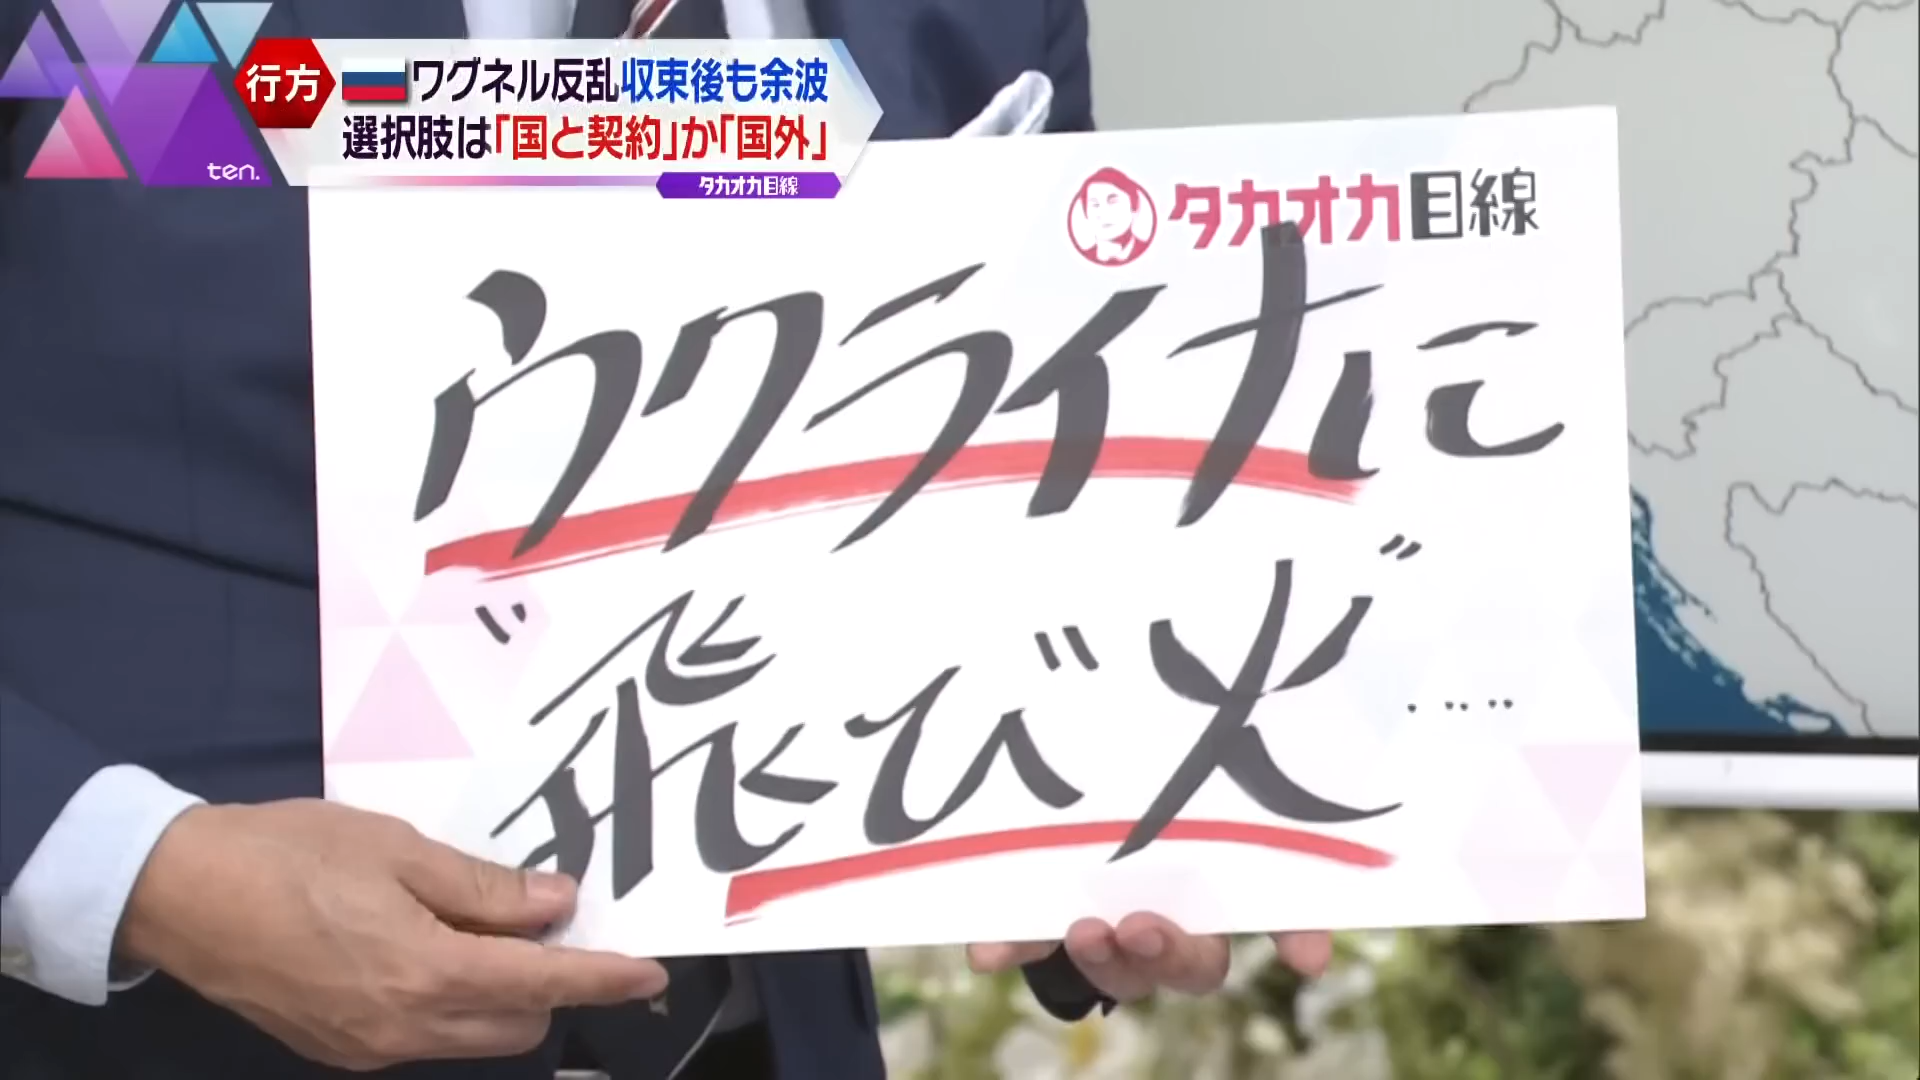 行方
ワグネル反乱収束後も余波
選択肢は「国と契約」か「国外」
ten.
タカオカ目線
タカオカ目線
ウクライナに
〝飛び火〟‥‥